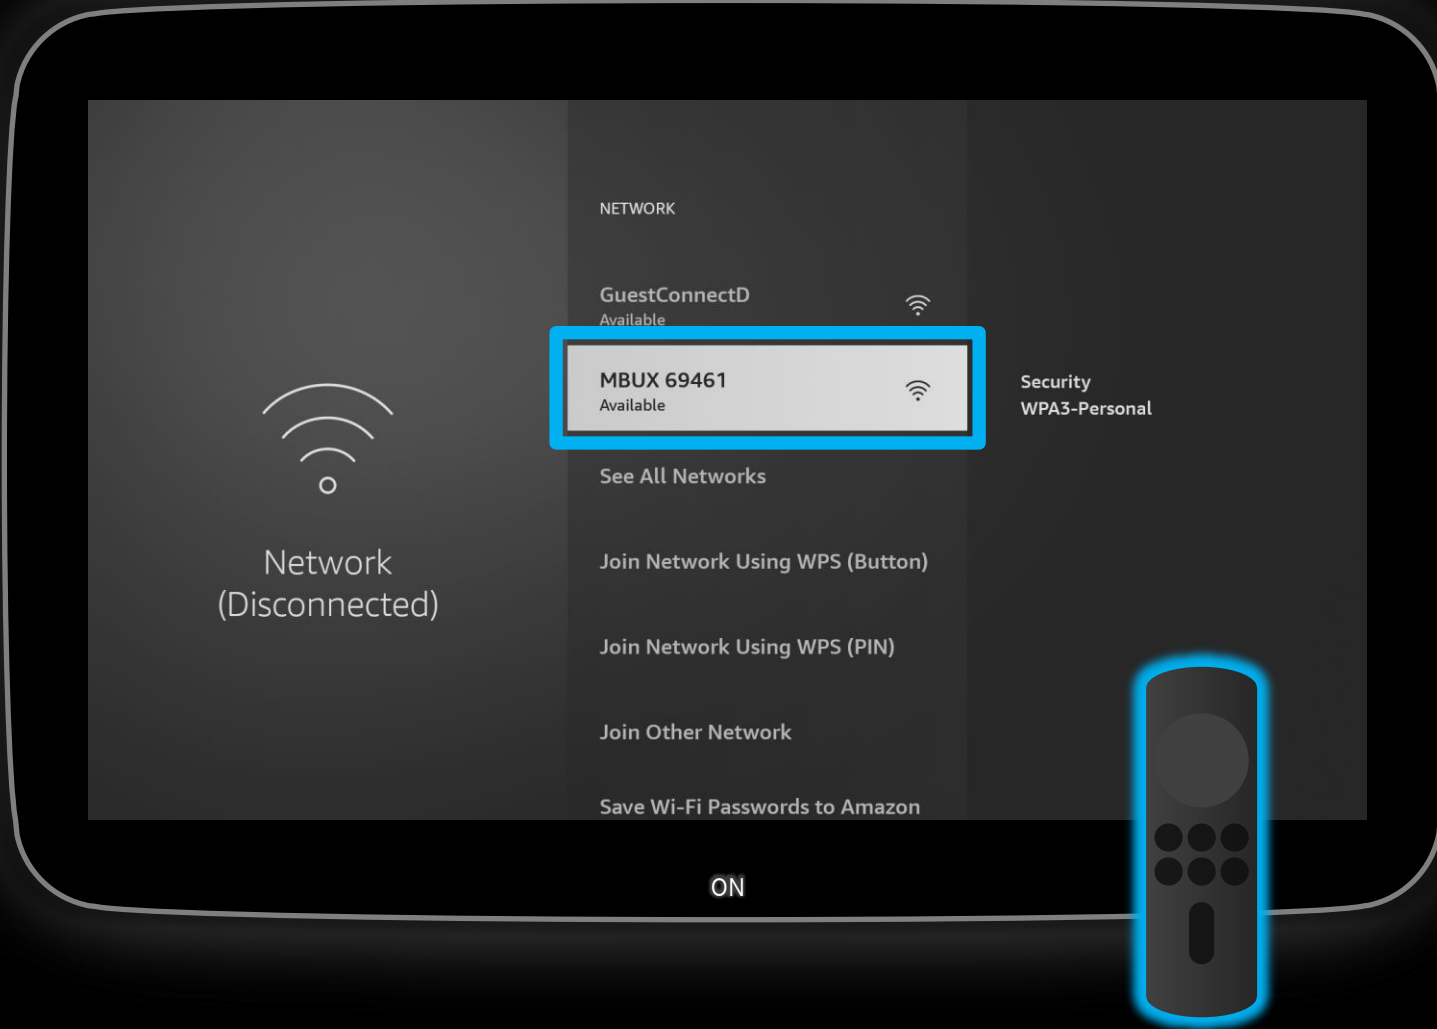 NETWORK
GuestConnectD
Available
MBUX 69461
Available
Security
WPA3-Personal
See All Networks
Join Network Using WPS (Button)
Network
(Disconnected)
Join Network Using WPS (PIN)
Join Other Network
Save Wi-Fi Passwords to Amazon
ON